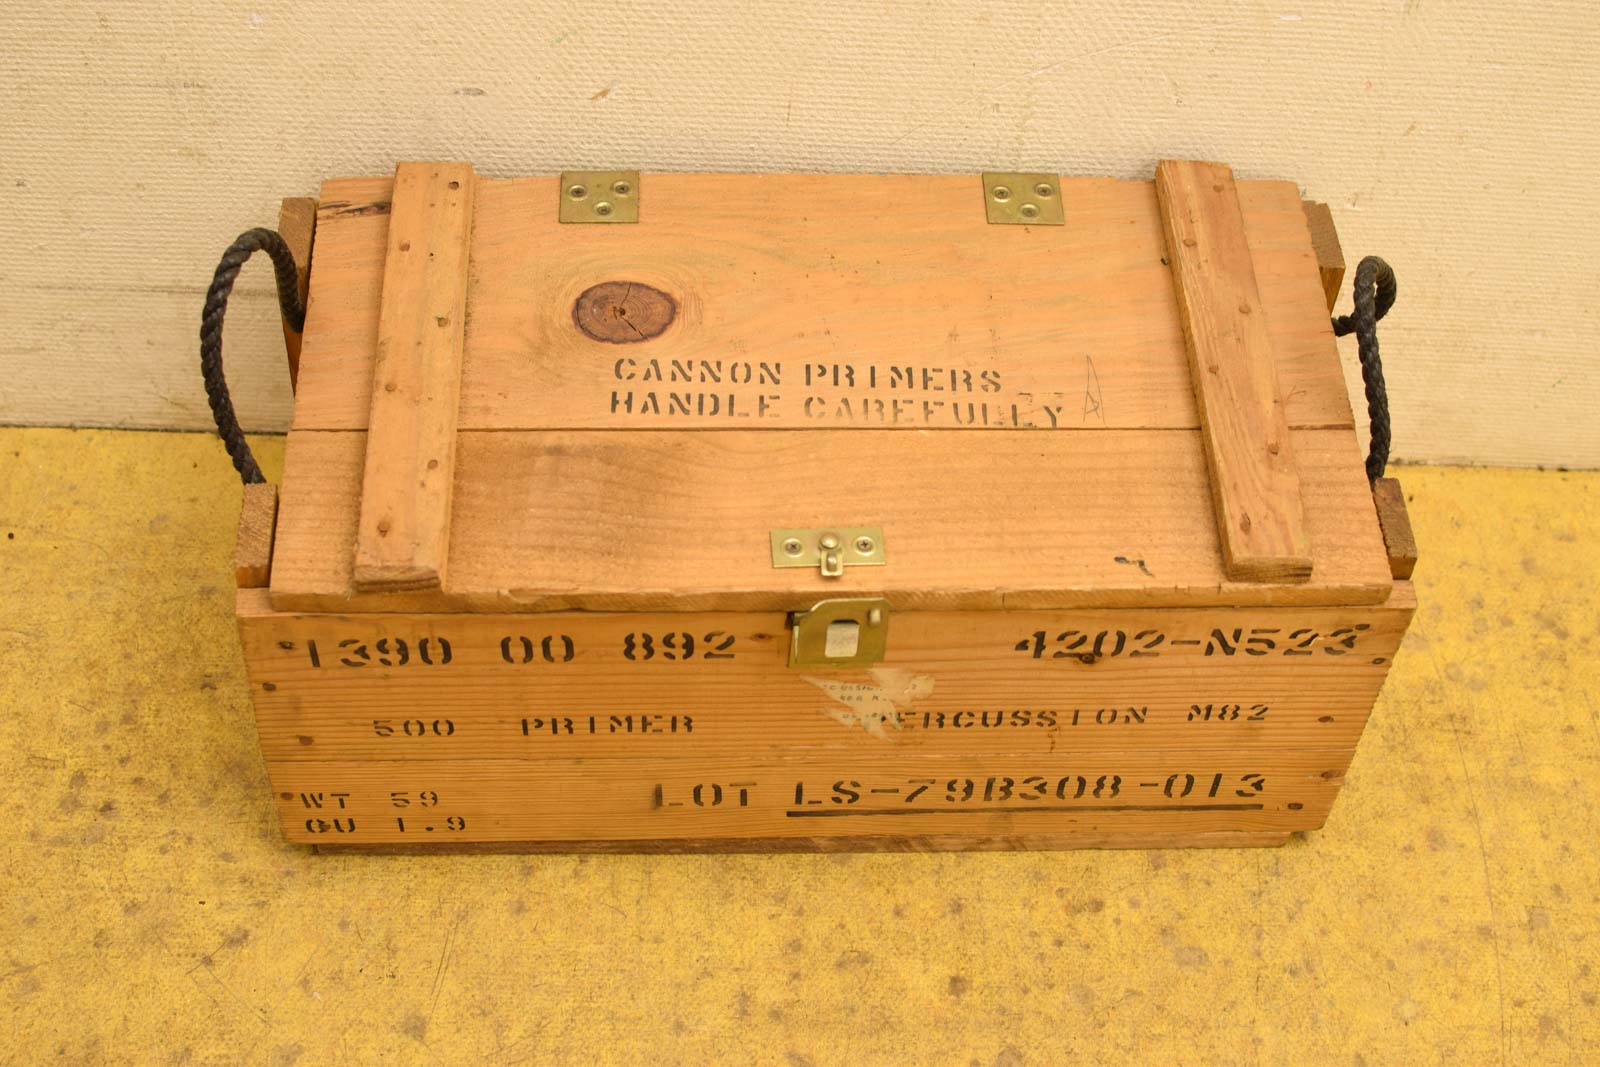 CANNON PRIMERS
HANDLE CAREFULLY
1390 00 892 4202-N523
500 PRIMER PERCUSSION M82
WT 59 LOT LS-79B308-013
CU 1.9